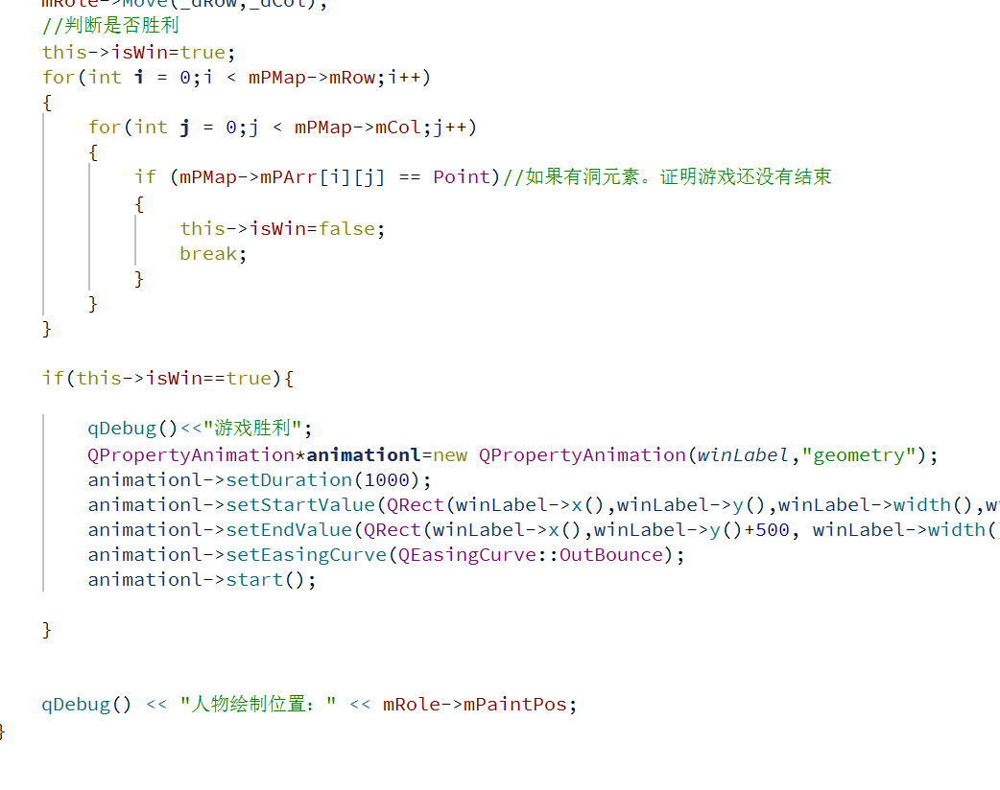 mRole->Move(_dRow,_dCol);
//判断是否胜利
this->isWin=true;
for(int i = 0;i < mPMap->mRow;i++)
{
for(int j = 0;j < mPMap->mCol;j++)
{
if (mPMap->mPArr[i][j] == Point)//如果有洞元素。证明游戏还没有结束
{
this->isWin=false;
break;
}
}
}
if(this->isWin==true){
qDebug()<<"游戏胜利";
QPropertyAnimation*animationl=new QPropertyAnimation(winLabel,"geometry");
animationl->setDuration(1000);
animationl->setStartValue(QRect(winLabel->x(),winLabel->y(),winLabel->width(),w
animationl->setEndValue(QRect(winLabel->x(),winLabel->y()+500, winLabel->width()
animationl->setEasingCurve(QEasingCurve::OutBounce);
animationl->start();
}
qDebug() << "人物绘制位置：" << mRole->mPaintPos;
}